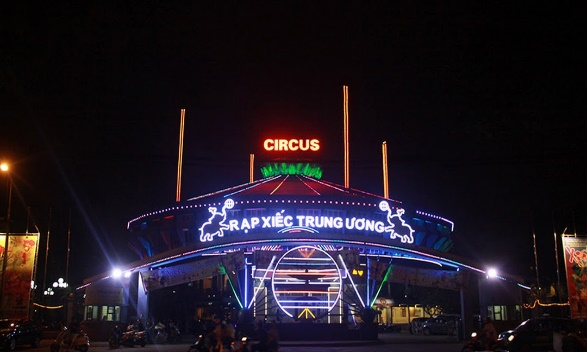 CIRCUS
RẠP XIẾC TRUNG ƯƠNG